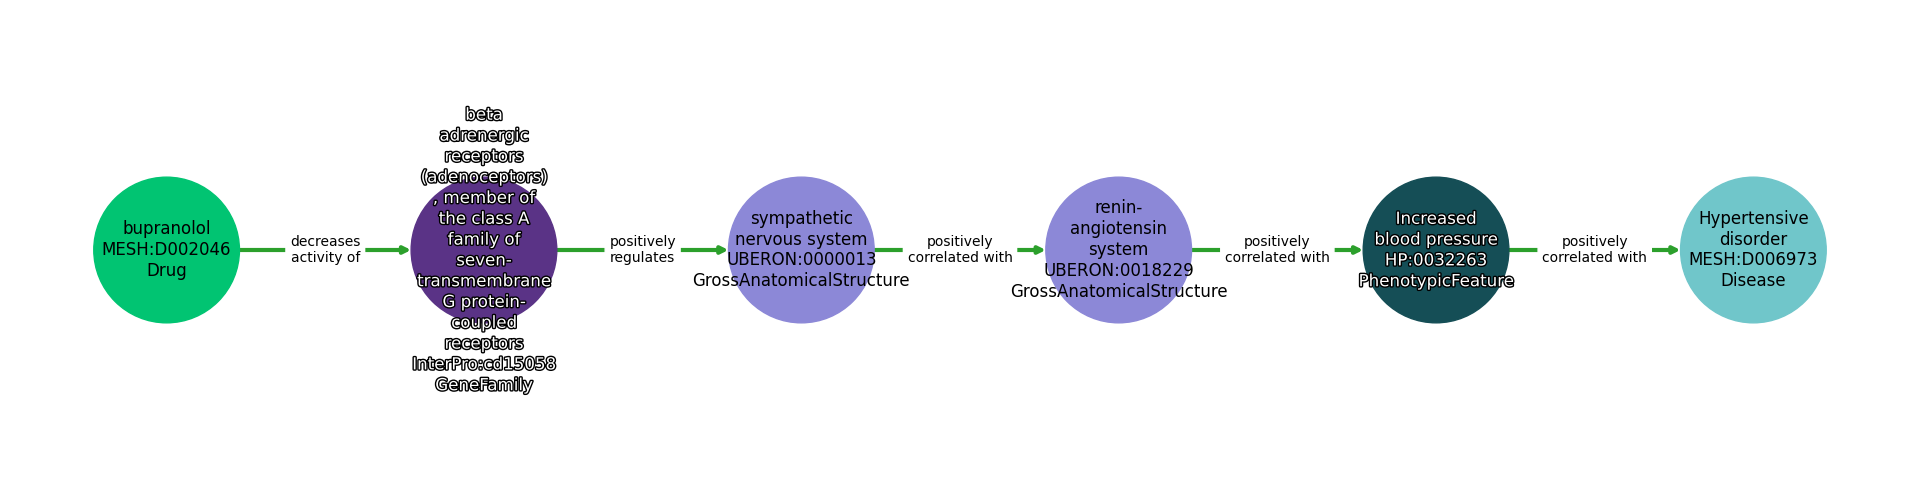 bupranolol
MESH:D002046
Drug
decreases
activity of
beta
adrenergic
receptors
(adenoceptors)
, member of
the class A
family of
seven-
transmembrane
G protein-
coupled
receptors
InterPro:cd15058
GeneFamily
positively
regulates
sympathetic
nervous system
UBERON:0000013
GrossAnatomicalStructure
positively
correlated with
renin-
angiotensin
system
UBERON:0018229
GrossAnatomicalStructure
positively
correlated with
Increased
blood pressure
HP:0032263
PhenotypicFeature
positively
correlated with
Hypertensive
disorder
MESH:D006973
Disease